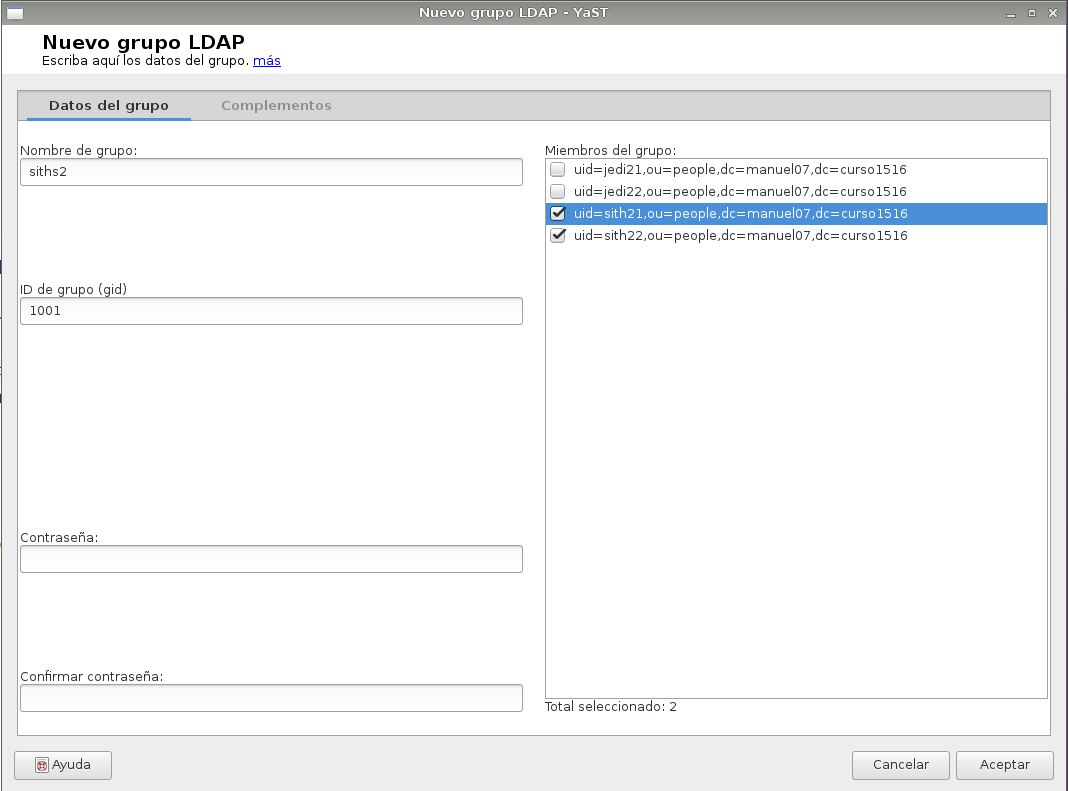 Nuevo grupo LDAP - YaST
Nuevo grupo LDAP
Escriba aquí los datos del grupo. más
Datos del grupo
Complementos
Nombre de grupo:
siths2
ID de grupo (gid)
1001
Contraseña:
Confirmar contraseña:
Miembros del grupo:
uid=jedi21,ou=people,dc=manuel07,dc=curso1516
uid=jedi22,ou=people,dc=manuel07,dc=curso1516
uid=sith21,ou=people,dc=manuel07,dc=curso1516
uid=sith22,ou=people,dc=manuel07,dc=curso1516
Total seleccionado: 2
Ayuda
Cancelar
Aceptar